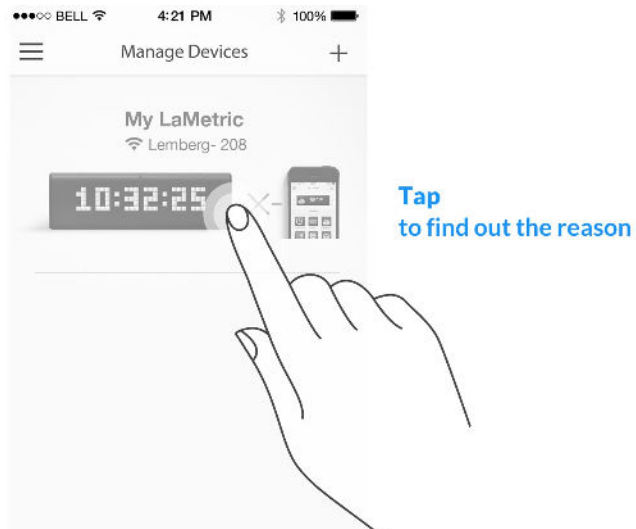 ●●●○○ BELL 4:21 PM 100%
Manage Devices +
My LaMetric
Lemberg- 208
10:32:25
Tap
to find out the reason